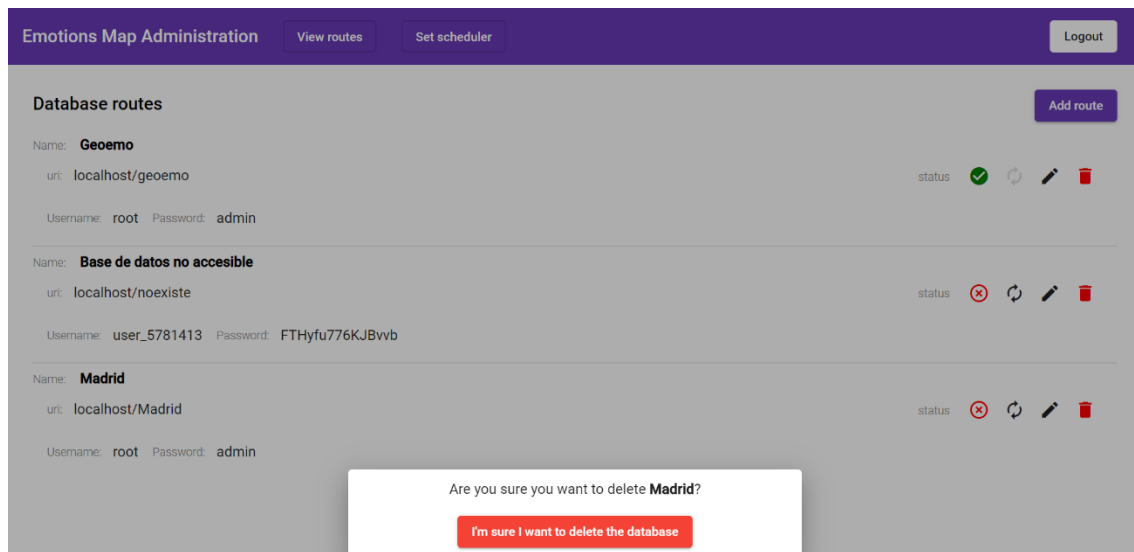 Emotions Map Administration View routes Set scheduler Logout
Database routes Add route
Name: Geoemo
uri: localhost/geoemo status
Username: root Password: admin
Name: Base de datos no accesible
uri: localhost/noexiste status
Username: user_5781413 Password: FTHyfu776KJBvvb
Name: Madrid
uri: localhost/Madrid status
Username: root Password: admin
Are you sure you want to delete Madrid?
I'm sure I want to delete the database